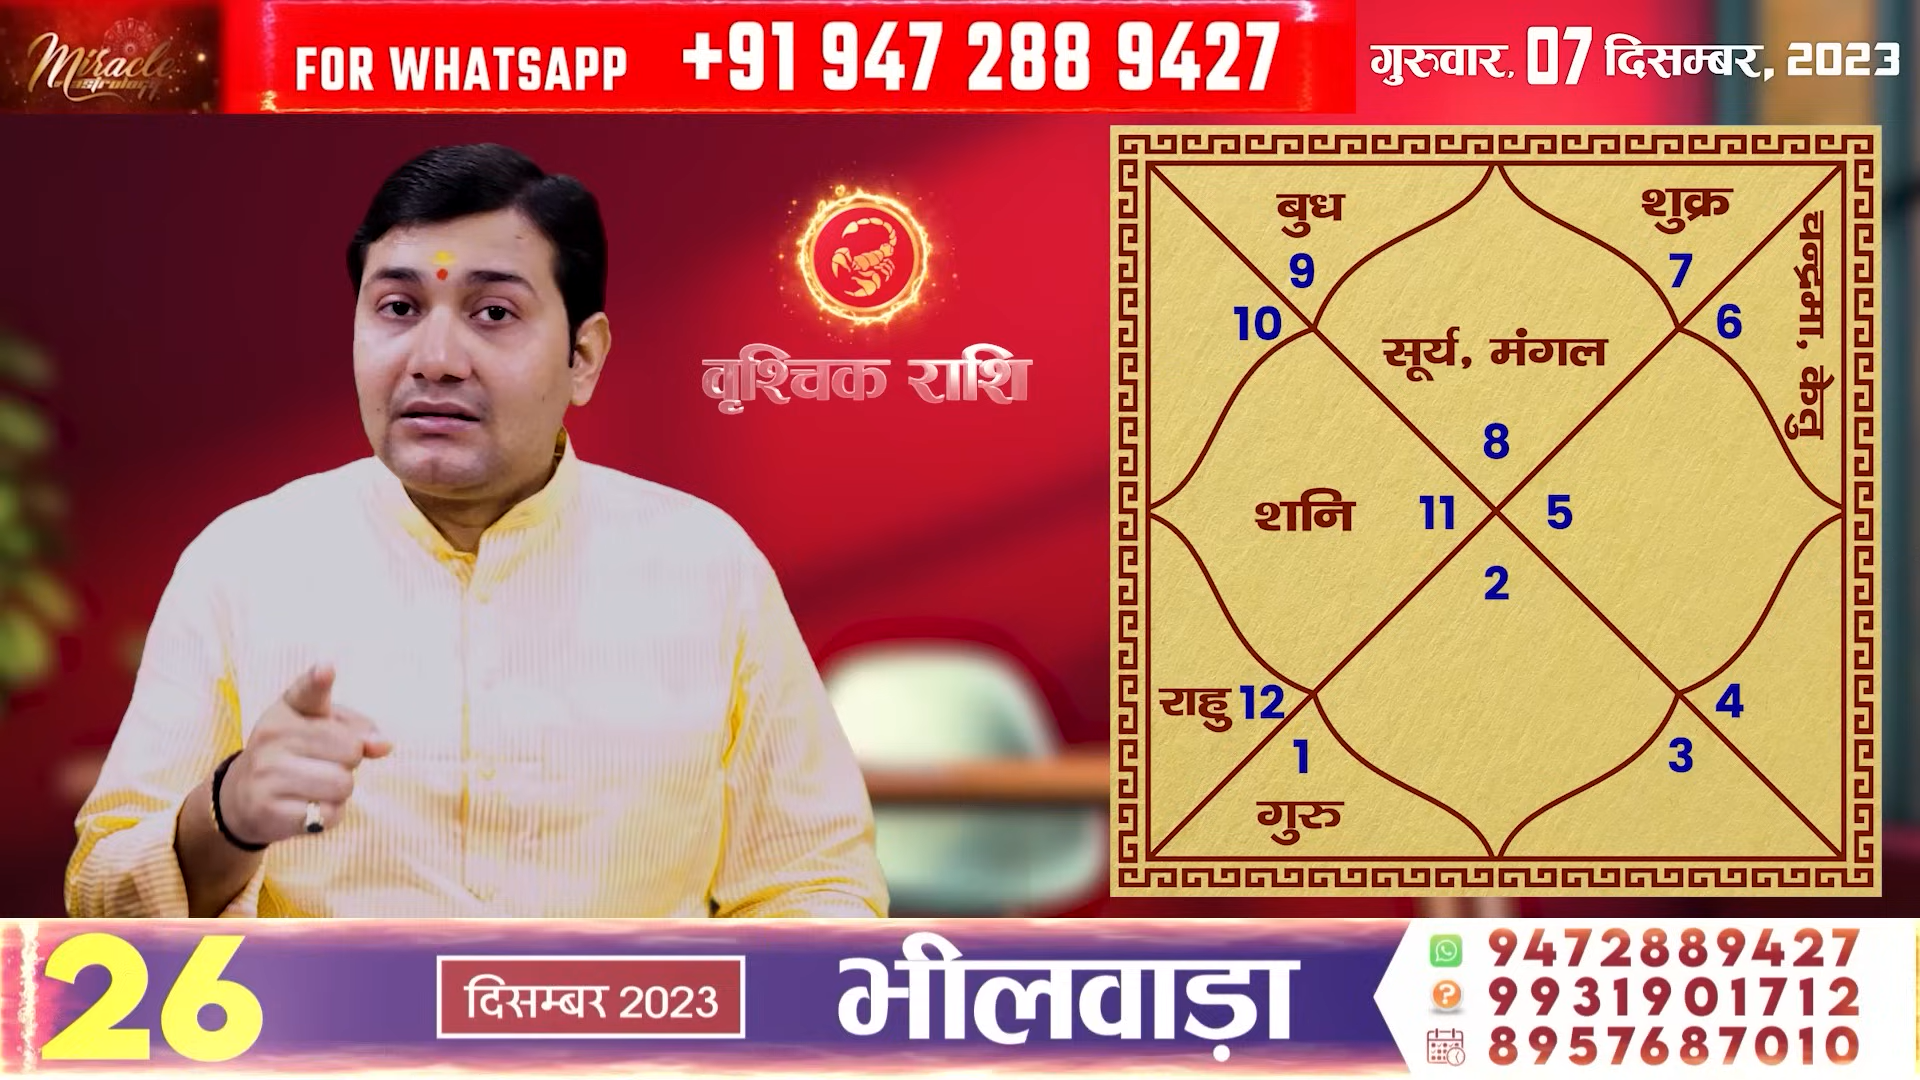 Miracle
Astrology
FOR WHATSAPP +91 947 288 9427
गुरुवार, 07 दिसम्बर, 2023
वृश्चिक राशि
बुध
9
10
शुक्र
7
6
चन्द्रमा, केतु
सूर्य, मंगल
8
शनि 11
5
2
राहु 12
1
गुरु
4
3
26
दिसम्बर 2023
भीलवाड़ा
9472889427
9931901712
8957687010